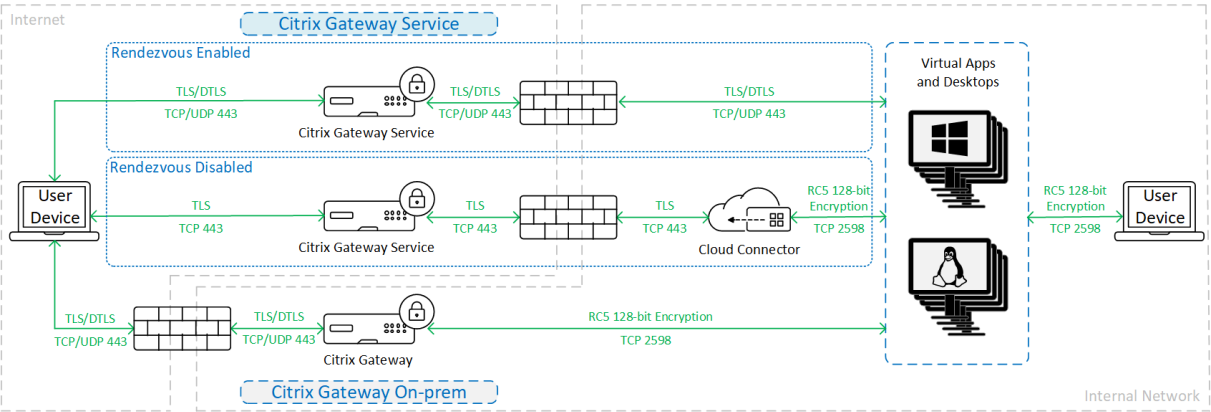 Internet
Citrix Gateway Service
Rendezvous Enabled
TLS/DTLS
TCP/UDP 443
Citrix Gateway Service
TLS/DTLS
TCP/UDP 443
TLS/DTLS
TCP/UDP 443
Virtual Apps
and Desktops
Rendezvous Disabled
User
Device
TLS
TCP 443
Citrix Gateway Service
TLS
TCP 443
TLS
TCP 443
Cloud Connector
RC5 128-bit
Encryption
TCP 2598
RC5 128-bit
Encryption
TCP 2598
User
Device
TLS/DTLS
TCP/UDP 443
TLS/DTLS
TCP/UDP 443
Citrix Gateway
RC5 128-bit Encryption
TCP 2598
Citrix Gateway On-prem
Internal Network